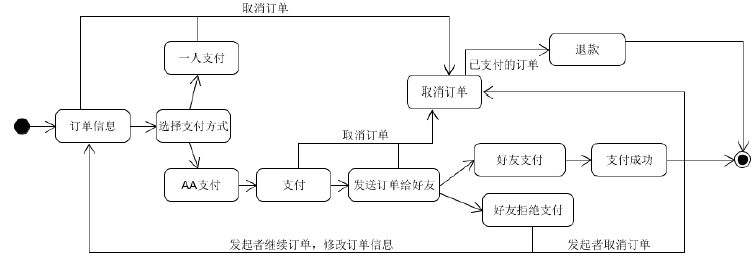 取消订单
一人支付
退款
已支付的订单
取消订单
订单信息
选择支付方式
取消订单
好友支付
支付成功
AA支付
支付
发送订单给好友
好友拒绝支付
发起者继续订单，修改订单信息
发起者取消订单